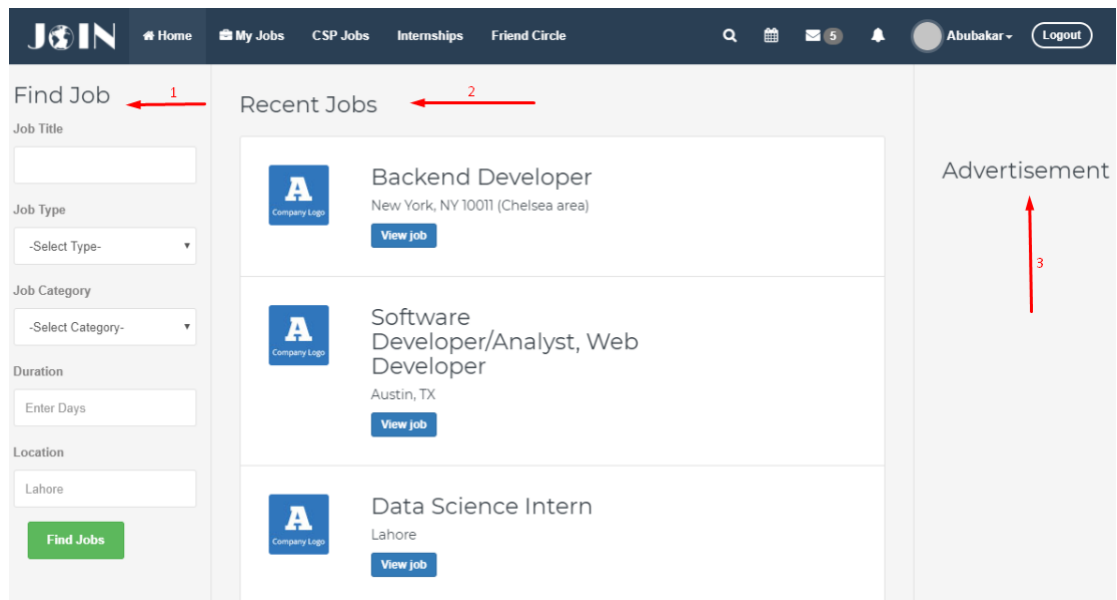 JOIN Home My Jobs CSP Jobs Internships Friend Circle 5 Abubakar Logout
Find Job
1
Job Title
Job Type
-Select Type-
Job Category
-Select Category-
Duration
Enter Days
Location
Lahore
Find Jobs
Recent Jobs
2
A
Company Logo
Backend Developer
New York, NY 10011 (Chelsea area)
View job
A
Company Logo
Software
Developer/Analyst, Web
Developer
Austin, TX
View job
A
Company Logo
Data Science Intern
Lahore
View job
Advertisement
3